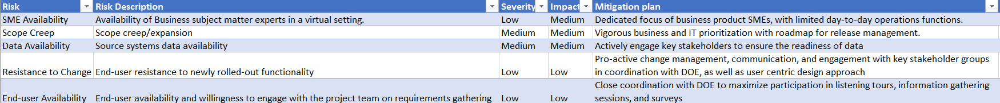 Risk Risk Description Severity Impact Mitigation plan
SME Availability Availability of Business subject matter experts in a virtual setting. Low Medium Dedicated focus of business product SMEs, with limited day-to-day operations functions.
Scope Creep Scope creep/expansion Medium Medium Vigorous business and IT prioritization with roadmap for release management.
Data Availability Source systems data availability Medium Medium Actively engage key stakeholders to ensure the readiness of data
Pro-active change management, communication, and engagement with key stakeholder groups
Resistance to Change End-user resistance to newly rolled-out functionality Low Low in coordination with DOE, as well as user centric design approach
Close coordination with DOE to maximize participation in listening tours, information gathering
End-user Availability End-user availability and willingness to engage with the project team on requirements gathering Low Low sessions, and surveys